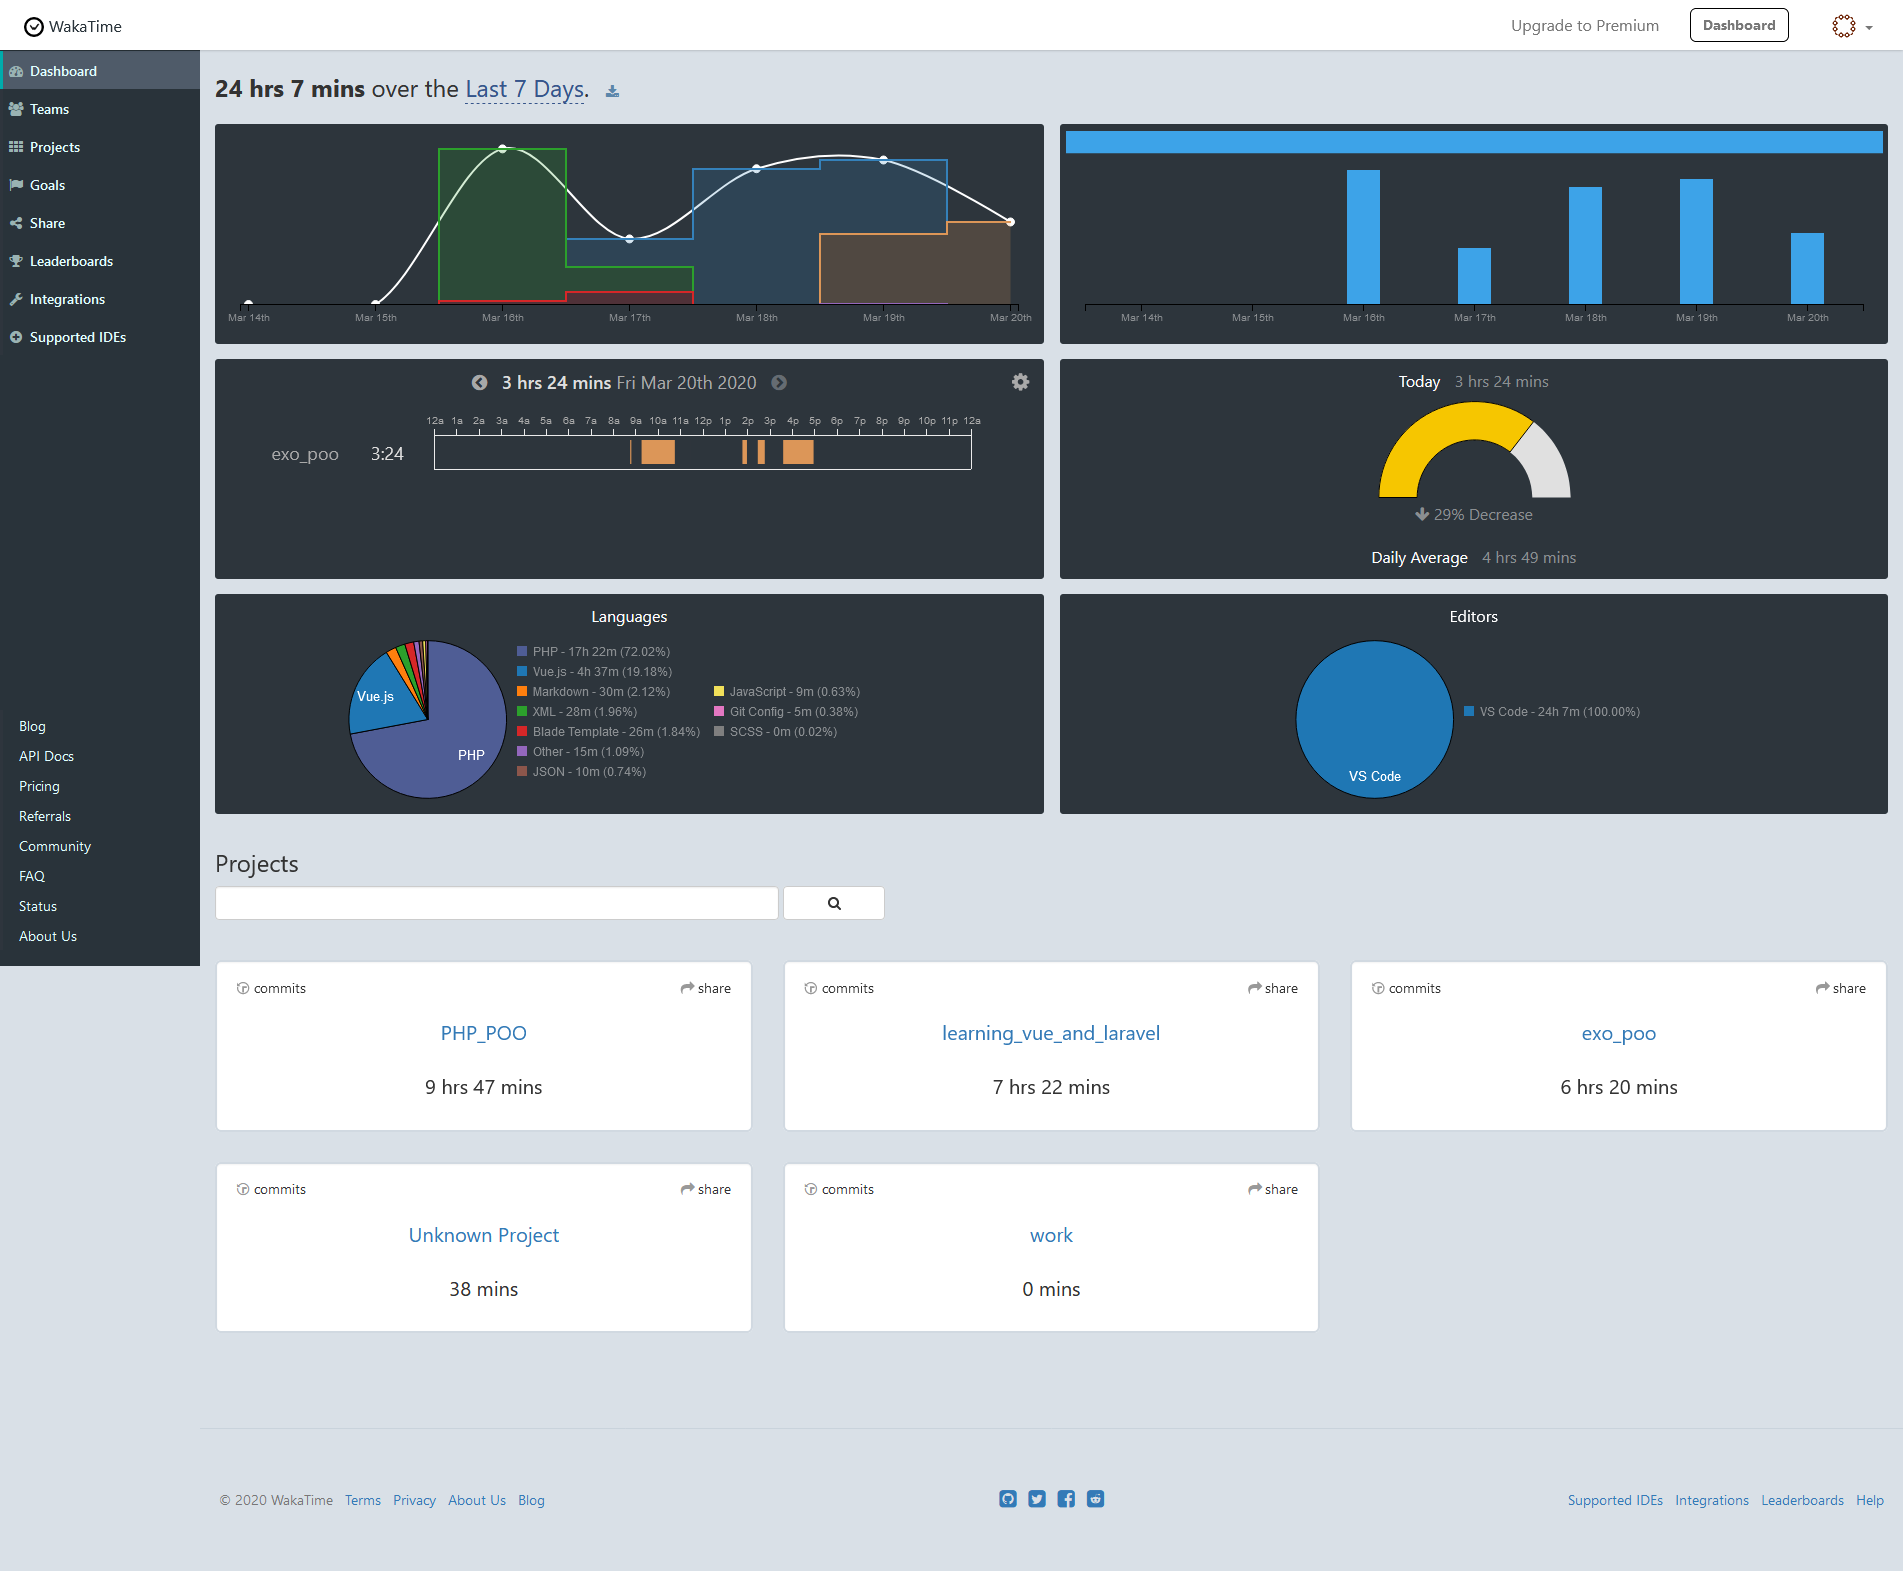 WakaTime
Upgrade to Premium
Dashboard
Dashboard
Teams
Projects
Goals
Share
Leaderboards
Integrations
Supported IDEs
Blog
API Docs
Pricing
Referrals
Community
FAQ
Status
About Us
24 hrs 7 mins over the Last 7 Days.
Mar 14th Mar 15th Mar 16th Mar 17th Mar 18th Mar 19th Mar 20th
Mar 14th Mar 15th Mar 16th Mar 17th Mar 18th Mar 19th Mar 20th
3 hrs 24 mins Fri Mar 20th 2020
12a 1a 2a 3a 4a 5a 6a 7a 8a 9a 10a 11a 12p 1p 2p 3p 4p 5p 6p 7p 8p 9p 10p 11p 12a
exo_poo 3:24
Today 3 hrs 24 mins
29% Decrease
Daily Average 4 hrs 49 mins
Languages
Vue.js
PHP
PHP - 17h 22m (72.02%)
Vue.js - 4h 37m (19.18%)
Markdown - 30m (2.12%)
XML - 28m (1.96%)
Blade Template - 26m (1.84%)
Other - 15m (1.09%)
JSON - 10m (0.74%)
JavaScript - 9m (0.63%)
Git Config - 5m (0.38%)
SCSS - 0m (0.02%)
Editors
VS Code
VS Code - 24h 7m (100.00%)
Projects
commits share
PHP_POO
9 hrs 47 mins
commits share
learning_vue_and_laravel
7 hrs 22 mins
commits share
exo_poo
6 hrs 20 mins
commits share
Unknown Project
38 mins
commits share
work
0 mins
© 2020 WakaTime Terms Privacy About Us Blog
Supported IDEs Integrations Leaderboards Help